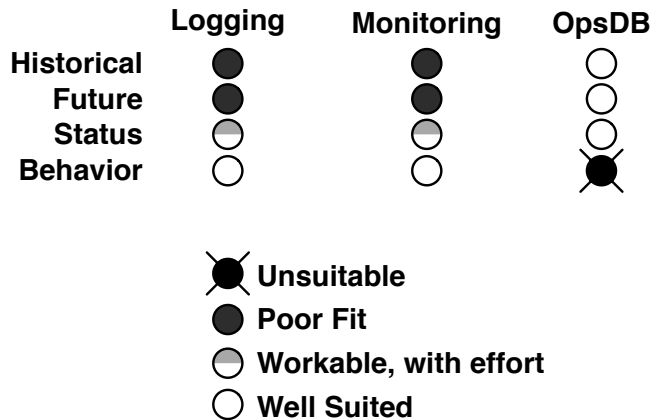 Logging Monitoring OpsDB
Historical
Future
Status
Behavior
Unsuitable
Poor Fit
Workable, with effort
Well Suited